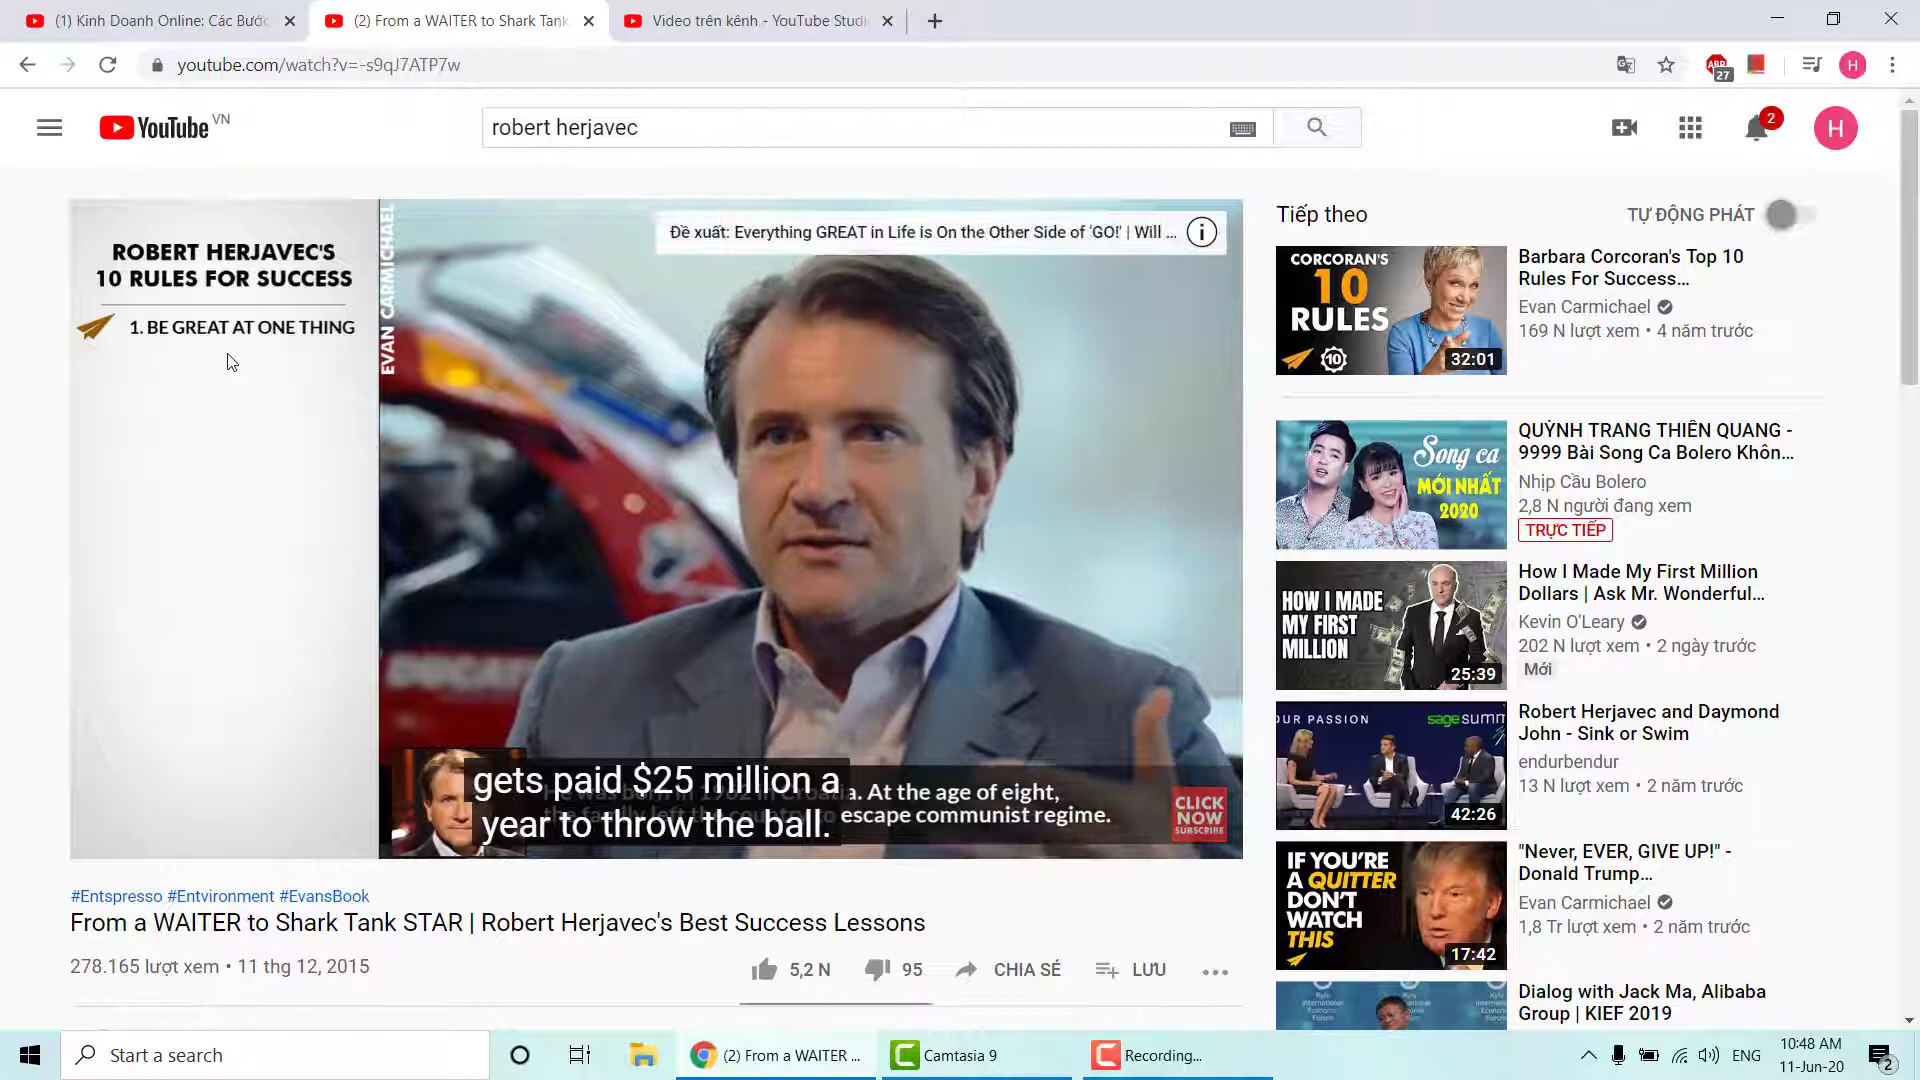 (1) Kinh Doanh Online: Các Bước
(2) From a WAITER to Shark Tank
Video trên kênh - YouTube Studi
youtube.com/watch?v=-s9qJ7ATP7w
ABP
27
H
YouTube VN
robert herjavec
2
H
ROBERT HERJAVEC'S
10 RULES FOR SUCCESS
1. BE GREAT AT ONE THING
EVAN CARMICHAEL
Đề xuất: Everything GREAT in Life is On the Other Side of 'GO!' | Will ...
gets paid $25 million a
year to throw the ball.
At the age of eight,
escape communist regime.
CLICK
NOW
SUBSCRIBE
#Entspresso #Entvironment #EvansBook
From a WAITER to Shark Tank STAR | Robert Herjavec's Best Success Lessons
278.165 lượt xem • 11 thg 12, 2015
5,2 N
95
CHIA SẺ
LƯU
Tiếp theo
TỰ ĐỘNG PHÁT
CORCORAN'S
10
RULES
10
32:01
Barbara Corcoran's Top 10
Rules For Success...
Evan Carmichael
169 N lượt xem • 4 năm trước
Song ca
MỚI NHẤT
2020
QUỲNH TRANG THIÊN QUANG -
9999 Bài Song Ca Bolero Khôn...
Nhịp Cầu Bolero
2,8 N người đang xem
TRỰC TIẾP
HOW I MADE
MY FIRST
MILLION
25:39
How I Made My First Million
Dollars | Ask Mr. Wonderful...
Kevin O'Leary
202 N lượt xem • 2 ngày trước
Mới
OUR PASSION
sagesumm
42:26
Robert Herjavec and Daymond
John - Sink or Swim
endurbendur
13 N lượt xem • 2 năm trước
IF YOU'RE
A QUITTER
DON'T
WATCH
THIS
17:42
"Never, EVER, GIVE UP!" -
Donald Trump...
Evan Carmichael
1,8 Tr lượt xem • 2 năm trước
Dialog with Jack Ma, Alibaba
Group | KIEF 2019
Start a search
(2) From a WAITER ...
Camtasia 9
Recording...
ENG
10:48 AM
11-Jun-20
2